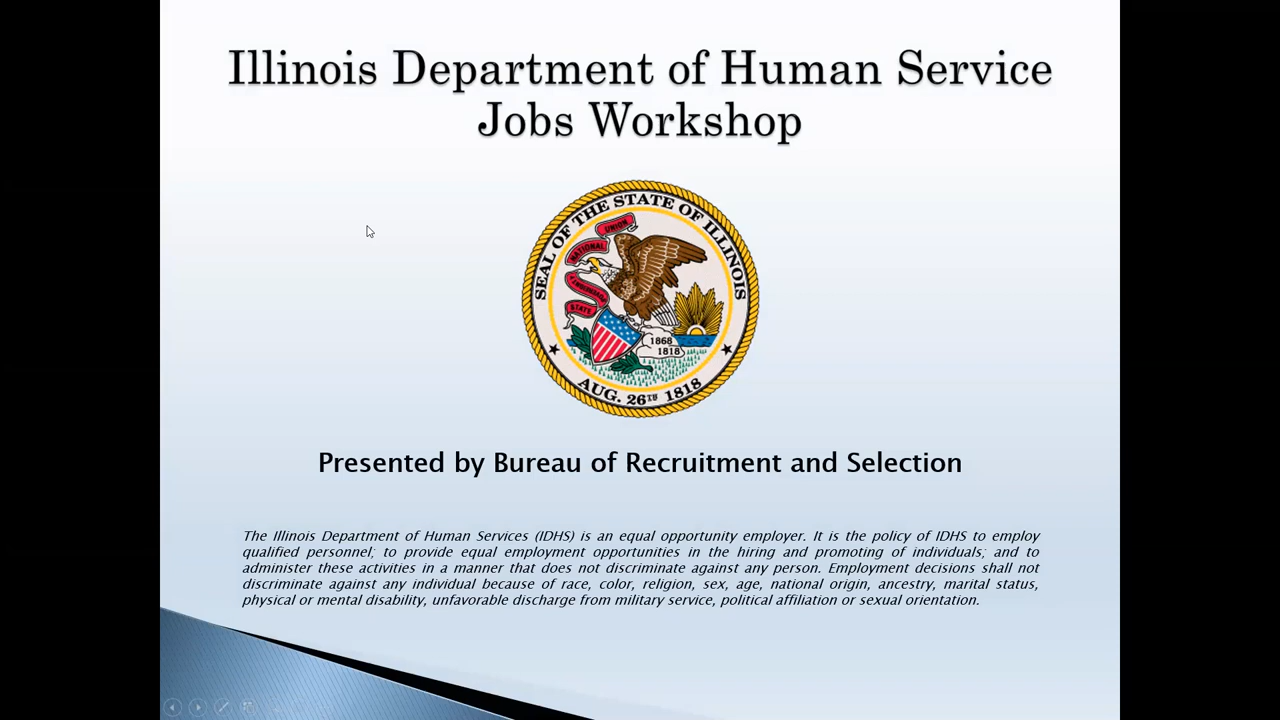 Illinois Department of Human Service
Jobs Workshop
SEAL OF THE STATE OF ILLINOIS
UNION
NATIONAL
SOVEREIGNTY
STATE
1868
1818
AUG. 26TH 1818
Presented by Bureau of Recruitment and Selection
The Illinois Department of Human Services (IDHS) is an equal opportunity employer. It is the policy of IDHS to employ
qualified personnel; to provide equal employment opportunities in the hiring and promoting of individuals; and to
administer these activities in a manner that does not discriminate against any person. Employment decisions shall not
discriminate against any individual because of race, color, religion, sex, age, national origin, ancestry, marital status,
physical or mental disability, unfavorable discharge from military service, political affiliation or sexual orientation.